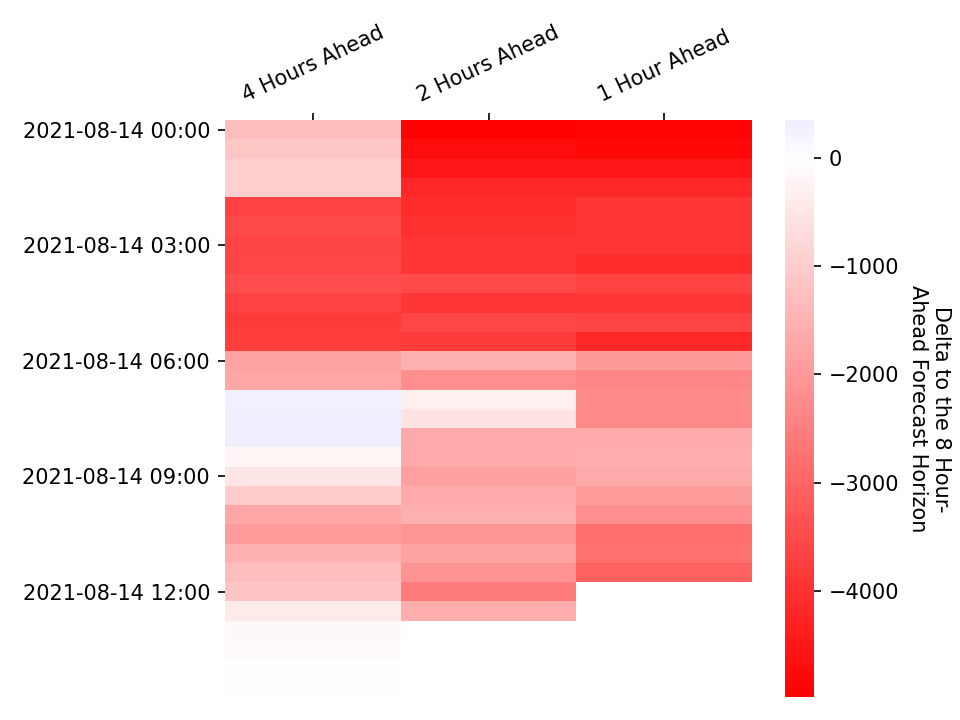 4 Hours Ahead
2 Hours Ahead
1 Hour Ahead
2021-08-14 00:00
2021-08-14 03:00
2021-08-14 06:00
2021-08-14 09:00
2021-08-14 12:00
0
−1000
−2000
−3000
−4000
Delta to the 8 Hour-
Ahead Forecast Horizon